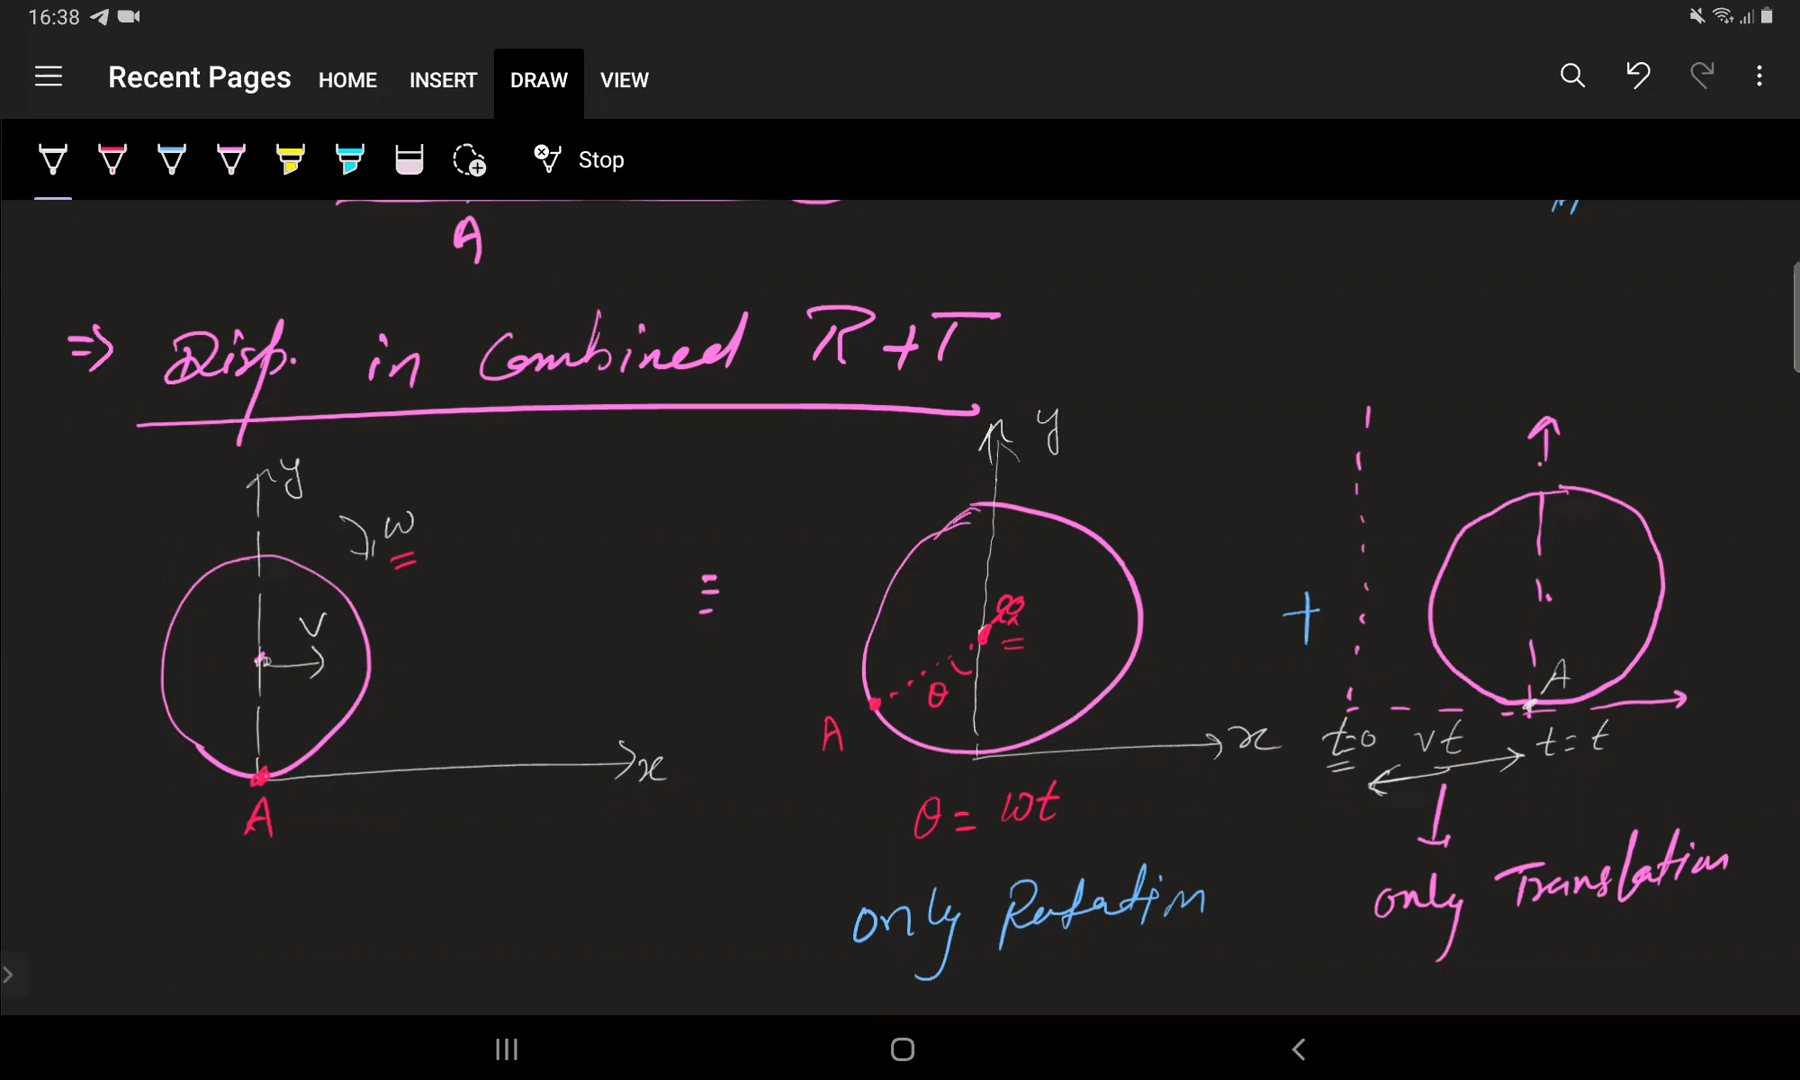 16:38
Recent Pages HOME INSERT DRAW VIEW
Stop
A
⇒ Disp. in Combined R+T
y
ω
v
x
A
≡
y
θ
A
x
θ = ωt
only Rotation
+
A
t=0 vt t=t
only Translation